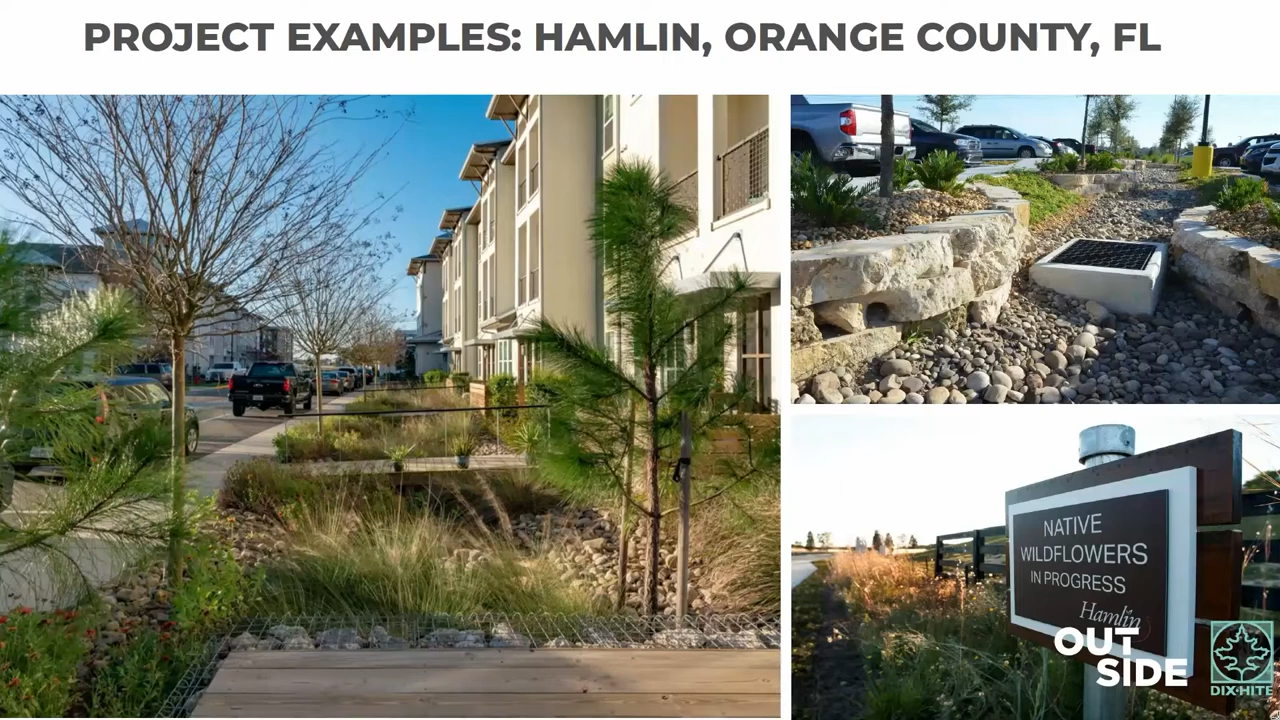 PROJECT EXAMPLES: HAMLIN, ORANGE COUNTY, FL
NATIVE
WILDFLOWERS
IN PROGRESS
Hamlin
OUT
SIDE
DIX•HITE